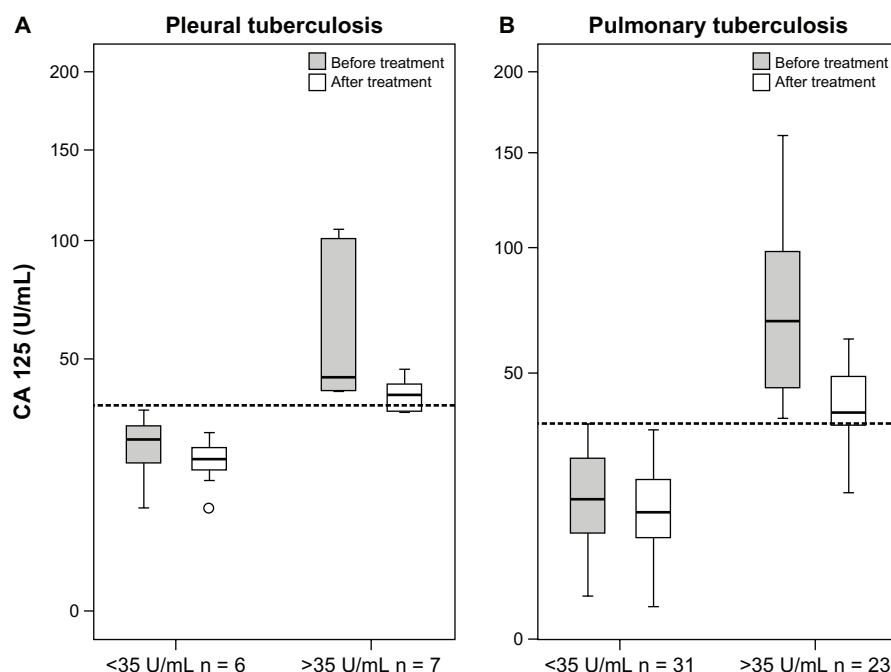 A
Pleural tuberculosis
Before treatment
After treatment
CA 125 (U/mL)
200
150
100
50
0
<35 U/mL n = 6
>35 U/mL n = 7
B
Pulmonary tuberculosis
Before treatment
After treatment
200
150
100
50
0
<35 U/mL n = 31
>35 U/mL n = 23